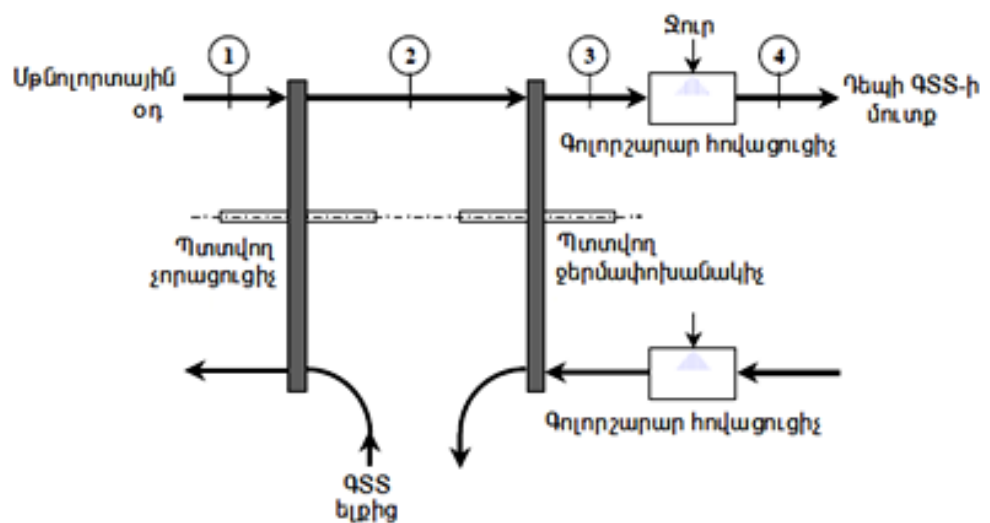 Ջուր
1
2
3
4
Մթնոլորտային
օդ
Դեպի ԳՏՏ-ի
մուտք
Գոլորշարար հովացուցիչ
Պտտվող
չորացուցիչ
Պտտվող
ջերմափոխանակիչ
Գոլորշարար հովացուցիչ
ԳՏՏ
ելքից